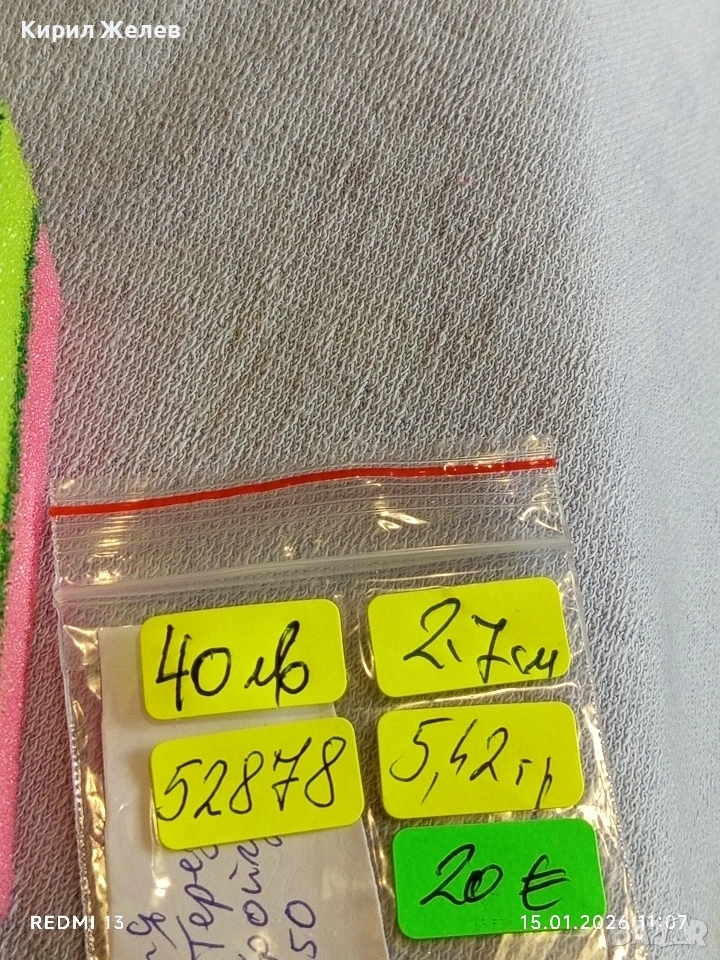 Кирил Желев
40 лв
2.7 см
52878
5,42 гр
20 €
50
REDMI 13
15.01.2026 11:07